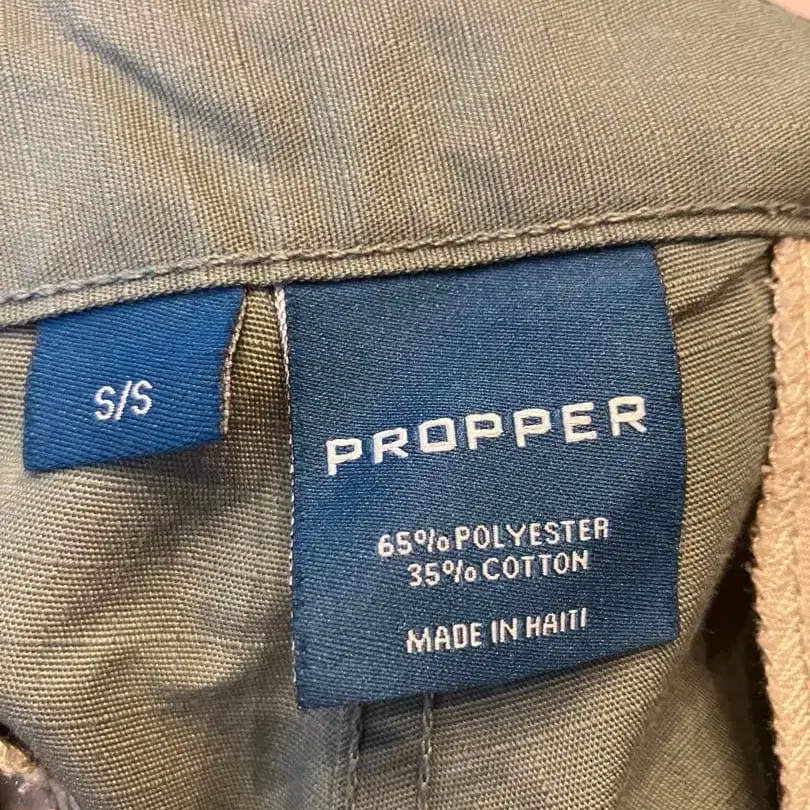 S/S
PROPPER
65% POLYESTER
35% COTTON
MADE IN HAITI